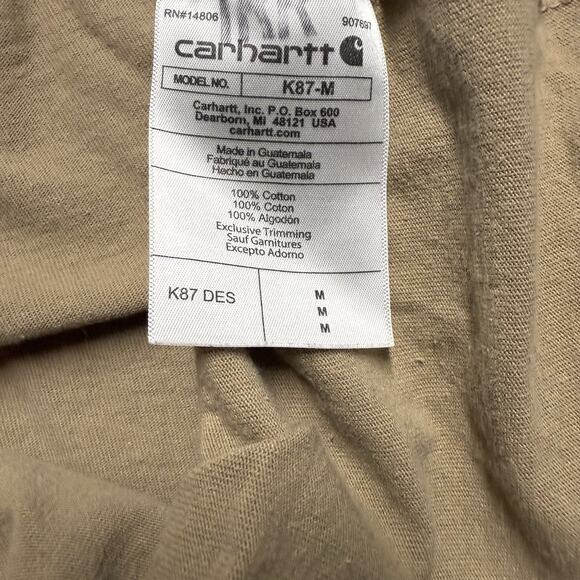 RN#14806 907697
carhartt
MODEL NO. K87-M
Carhartt, Inc. P.O. Box 600
Dearborn, MI 48121 USA
carhartt.com
Made in Guatemala
Fabriqué au Guatemala
Hecho en Guatemala
100% Cotton
100% Coton
100% Algodón
Exclusive Trimming
Sauf Garnitures
Excepto Adorno
K87 DES
M
M
M